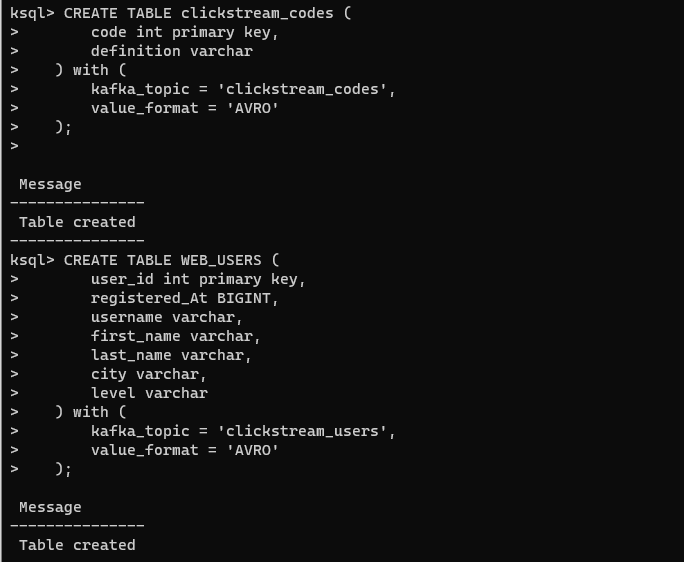 ksql> CREATE TABLE clickstream_codes (
>        code int primary key,
>        definition varchar
>    ) with (
>        kafka_topic = 'clickstream_codes',
>        value_format = 'AVRO'
>    );
>
 Message
---------------
 Table created
---------------
ksql> CREATE TABLE WEB_USERS (
>        user_id int primary key,
>        registered_At BIGINT,
>        username varchar,
>        first_name varchar,
>        last_name varchar,
>        city varchar,
>        level varchar
>    ) with (
>        kafka_topic = 'clickstream_users',
>        value_format = 'AVRO'
>    );
 Message
---------------
 Table created